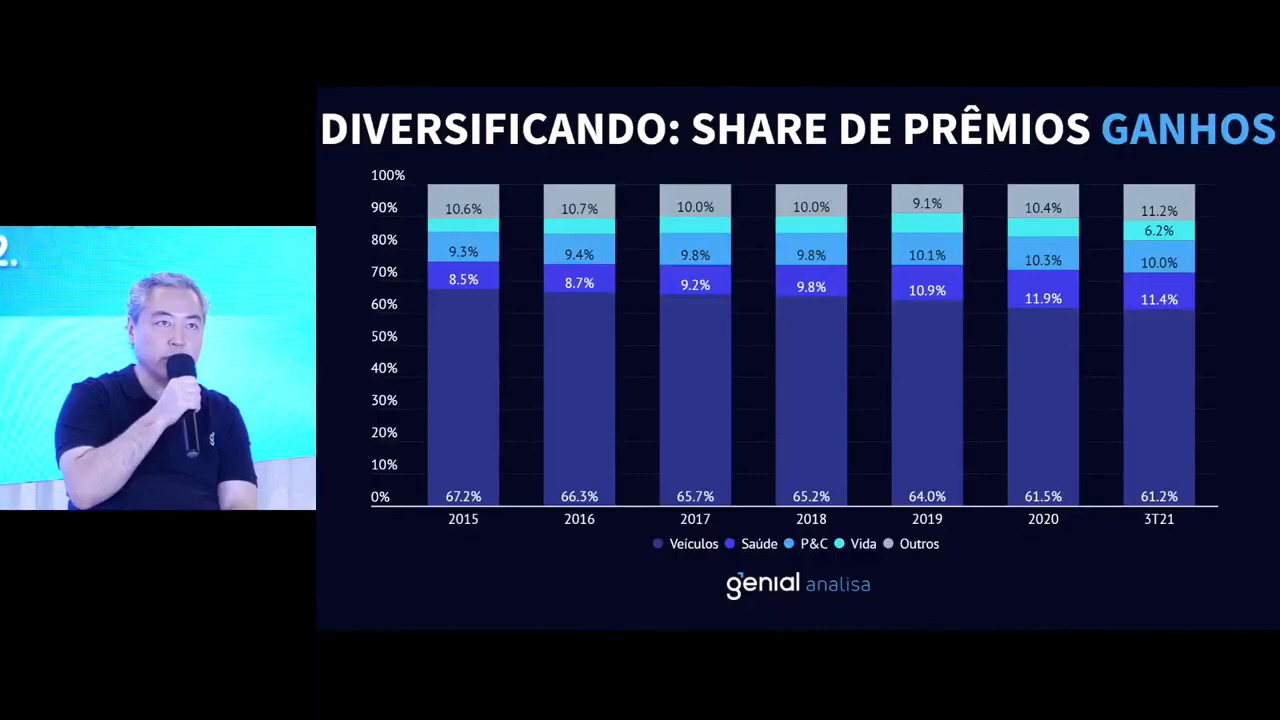 2.
DIVERSIFICANDO: SHARE DE PRÊMIOS GANHOS
100%
90%
80%
70%
60%
50%
40%
30%
20%
10%
0%
10.6% 10.7% 10.0% 10.0% 9.1% 10.4% 11.2%
6.2%
9.3% 9.4% 9.8% 9.8% 10.1% 10.3% 10.0%
8.5% 8.7% 9.2% 9.8% 10.9% 11.9% 11.4%
67.2% 66.3% 65.7% 65.2% 64.0% 61.5% 61.2%
2015 2016 2017 2018 2019 2020 3T21
Veículos Saúde P&C Vida Outros
genial analisa